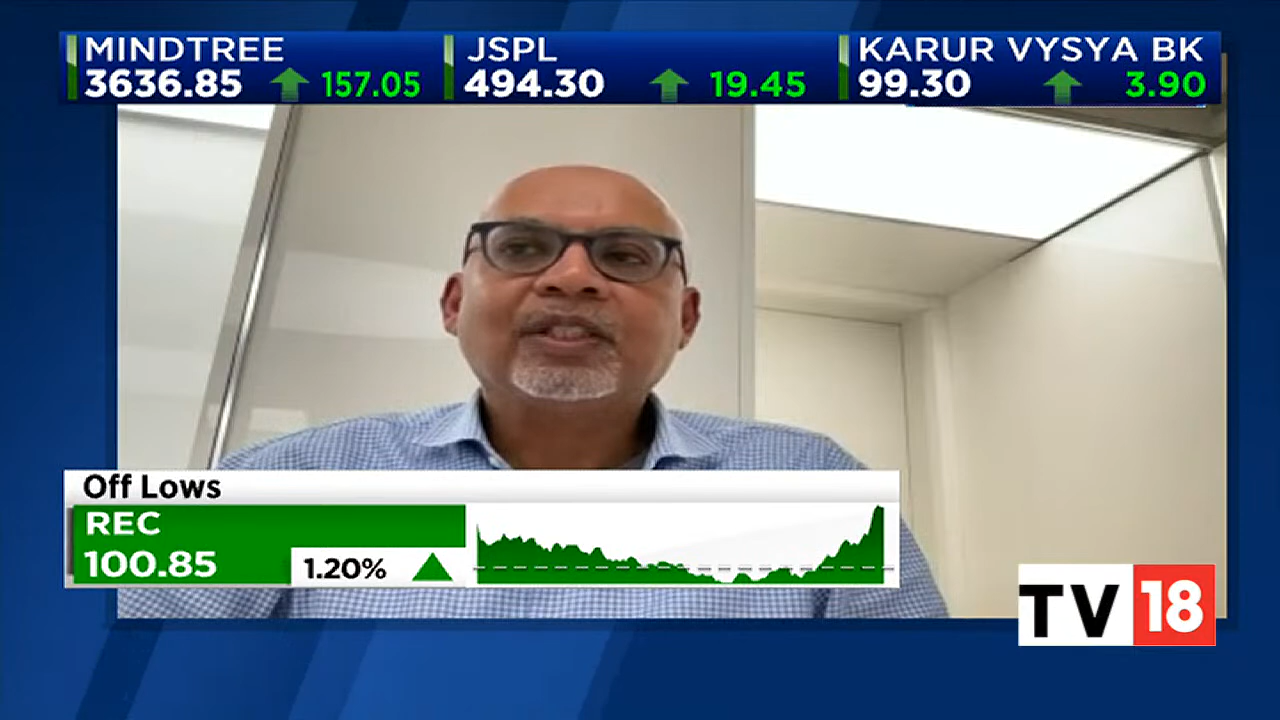 MINDTREE
3636.85 157.05
JSPL
494.30 19.45
KARUR VYSYA BK
99.30 3.90
Off Lows
REC
100.85 1.20%
TV18